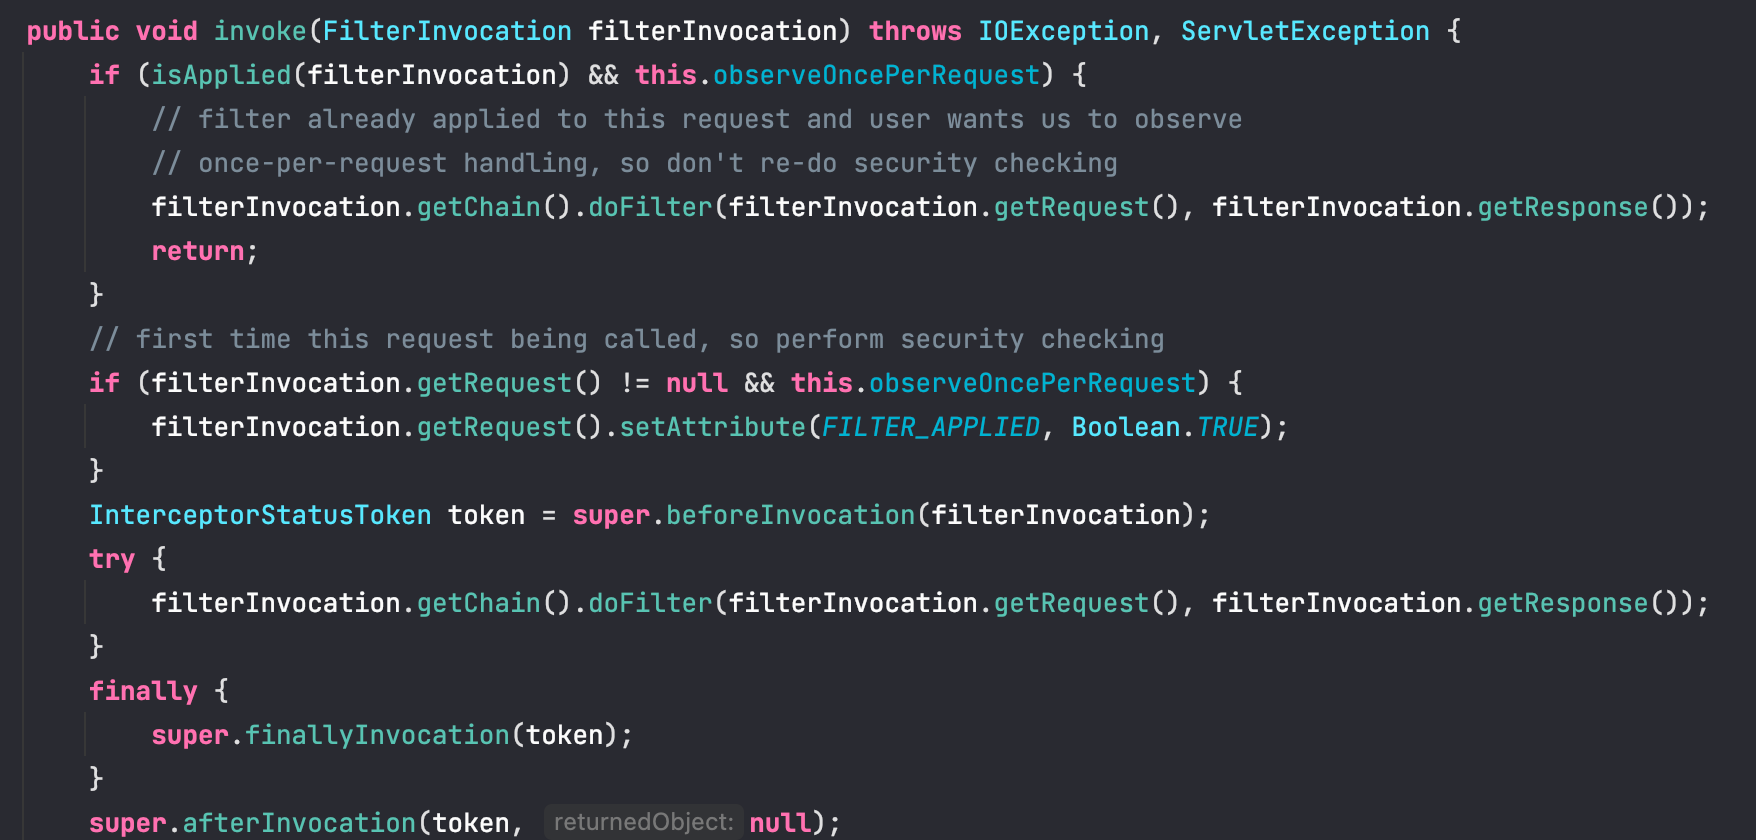 public void invoke(FilterInvocation filterInvocation) throws IOException, ServletException {
    if (isApplied(filterInvocation) && this.observeOncePerRequest) {
        // filter already applied to this request and user wants us to observe
        // once-per-request handling, so don't re-do security checking
        filterInvocation.getChain().doFilter(filterInvocation.getRequest(), filterInvocation.getResponse());
        return;
    }
    // first time this request being called, so perform security checking
    if (filterInvocation.getRequest() != null && this.observeOncePerRequest) {
        filterInvocation.getRequest().setAttribute(FILTER_APPLIED, Boolean.TRUE);
    }
    InterceptorStatusToken token = super.beforeInvocation(filterInvocation);
    try {
        filterInvocation.getChain().doFilter(filterInvocation.getRequest(), filterInvocation.getResponse());
    }
    finally {
        super.finallyInvocation(token);
    }
    super.afterInvocation(token, returnedObject: null);